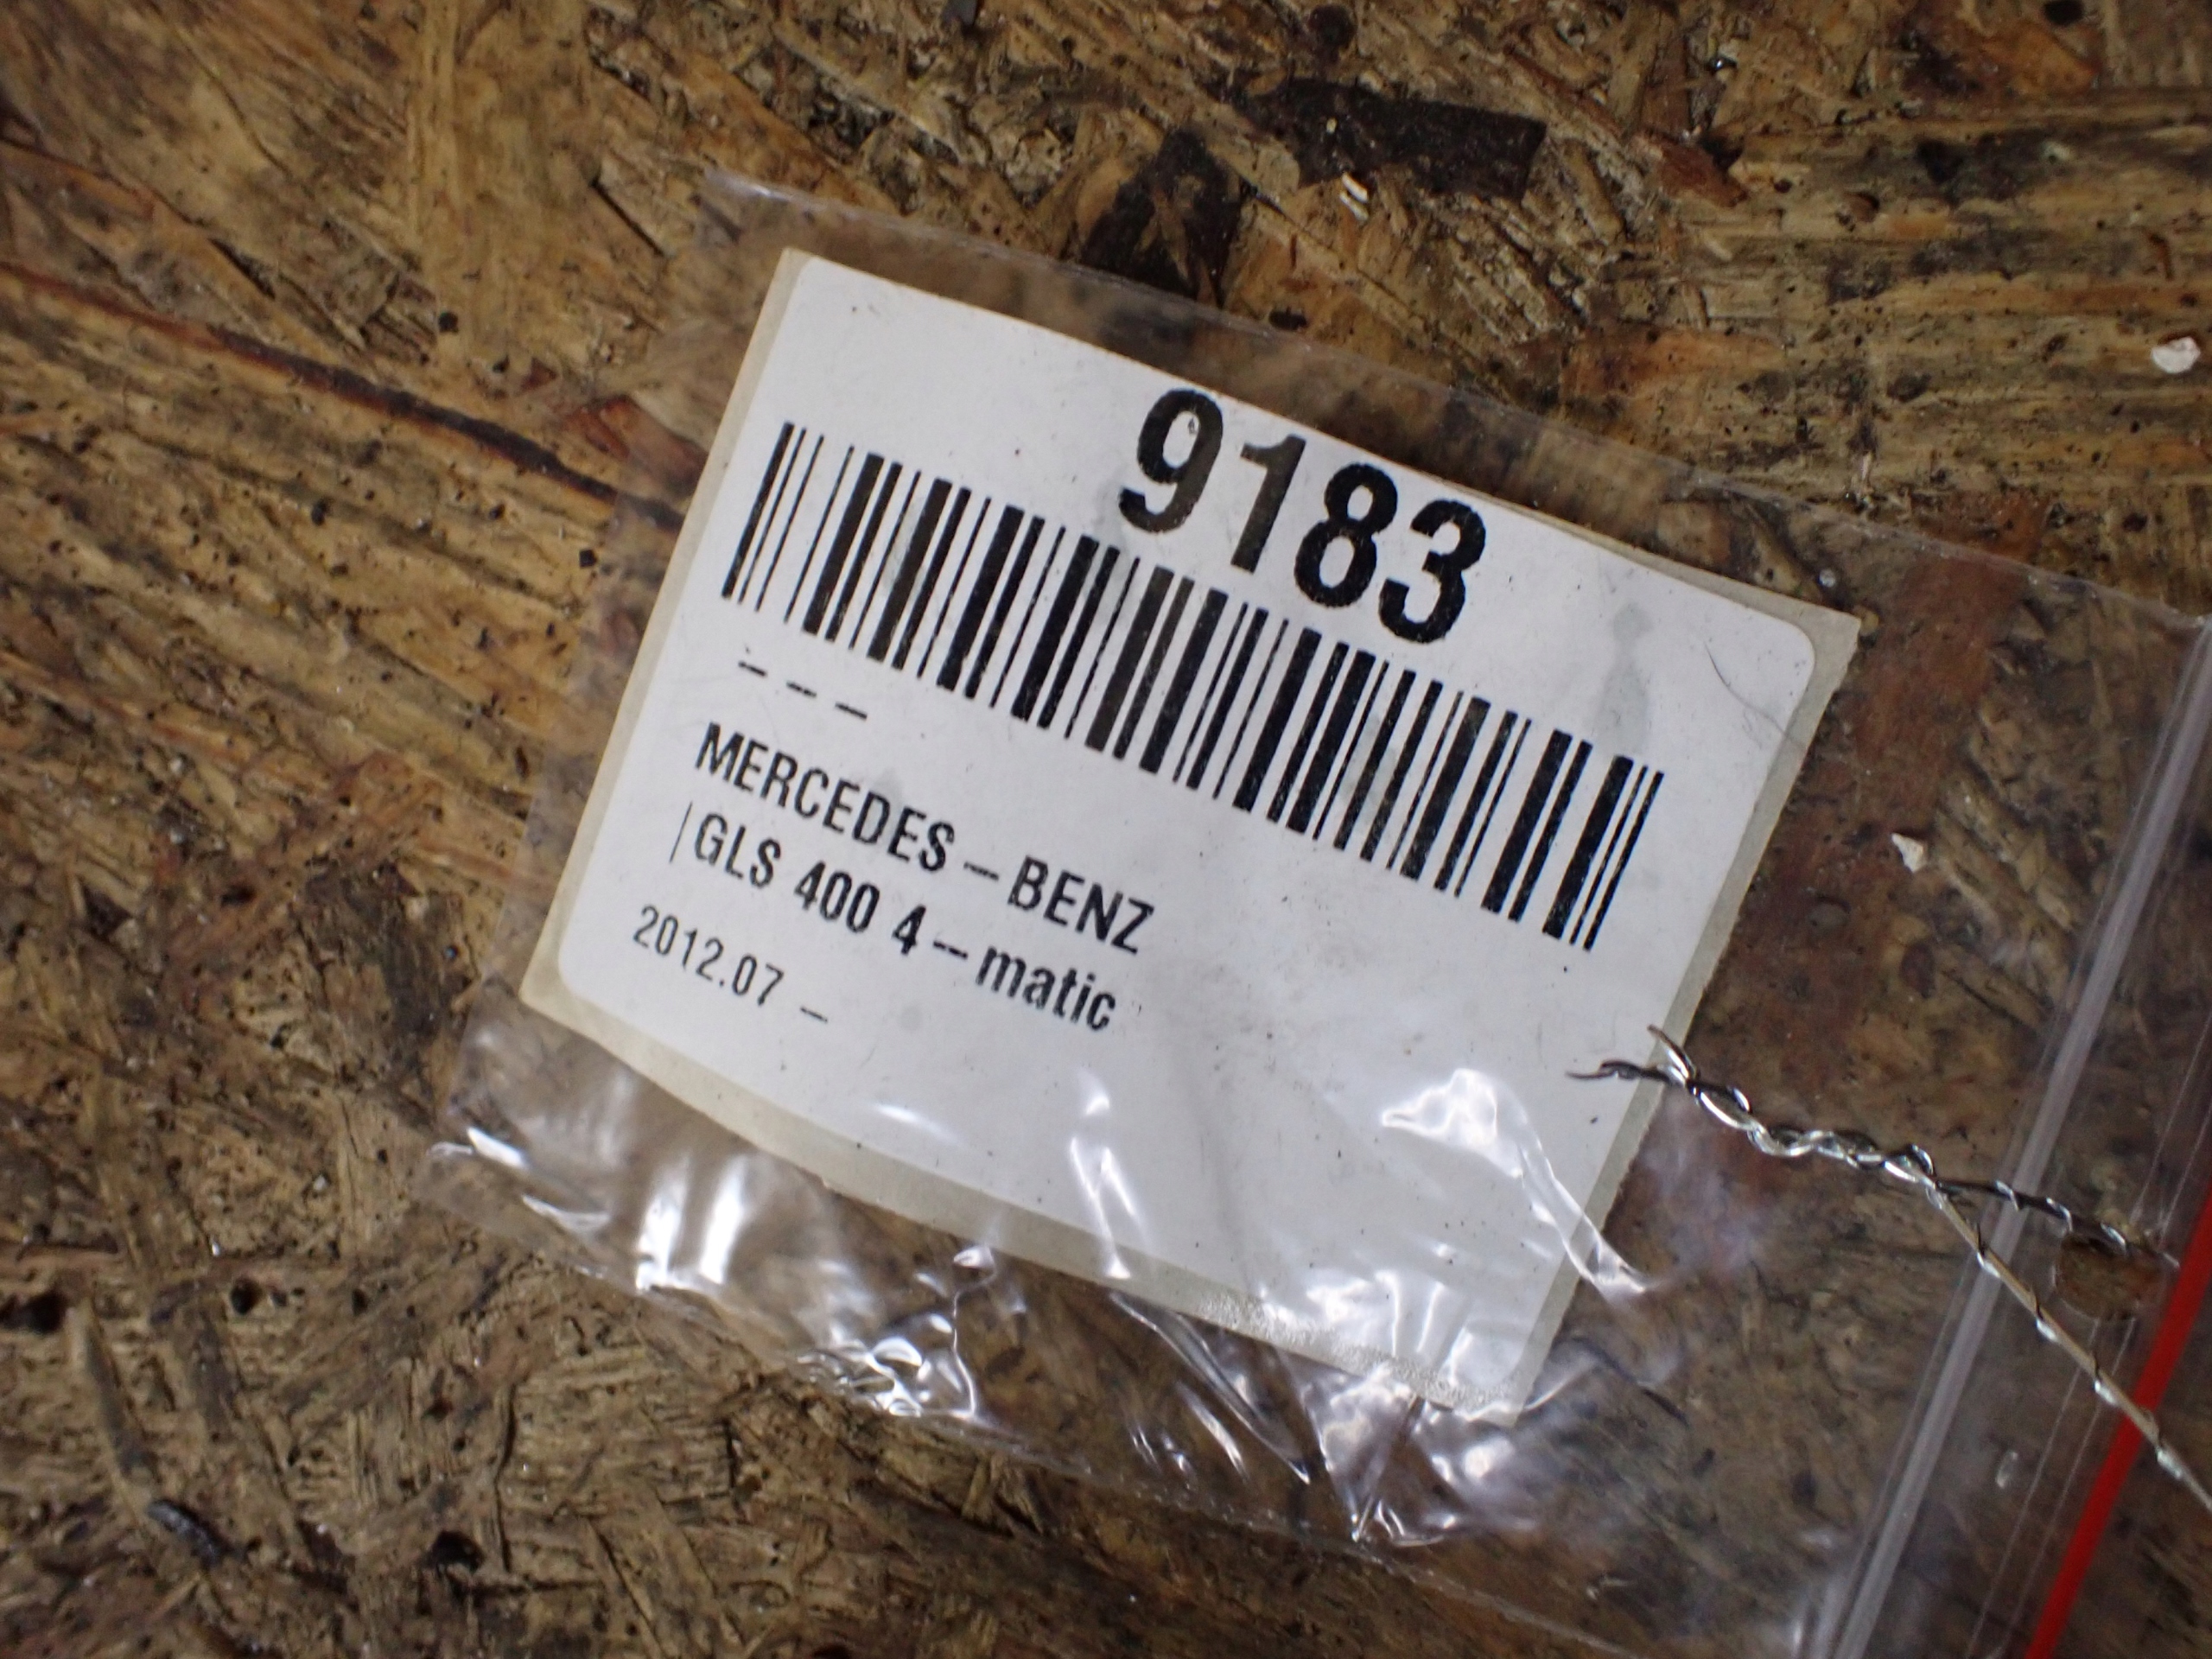 9183
- - -
MERCEDES - BENZ
|GLS 400 4 - matic
2012.07 -